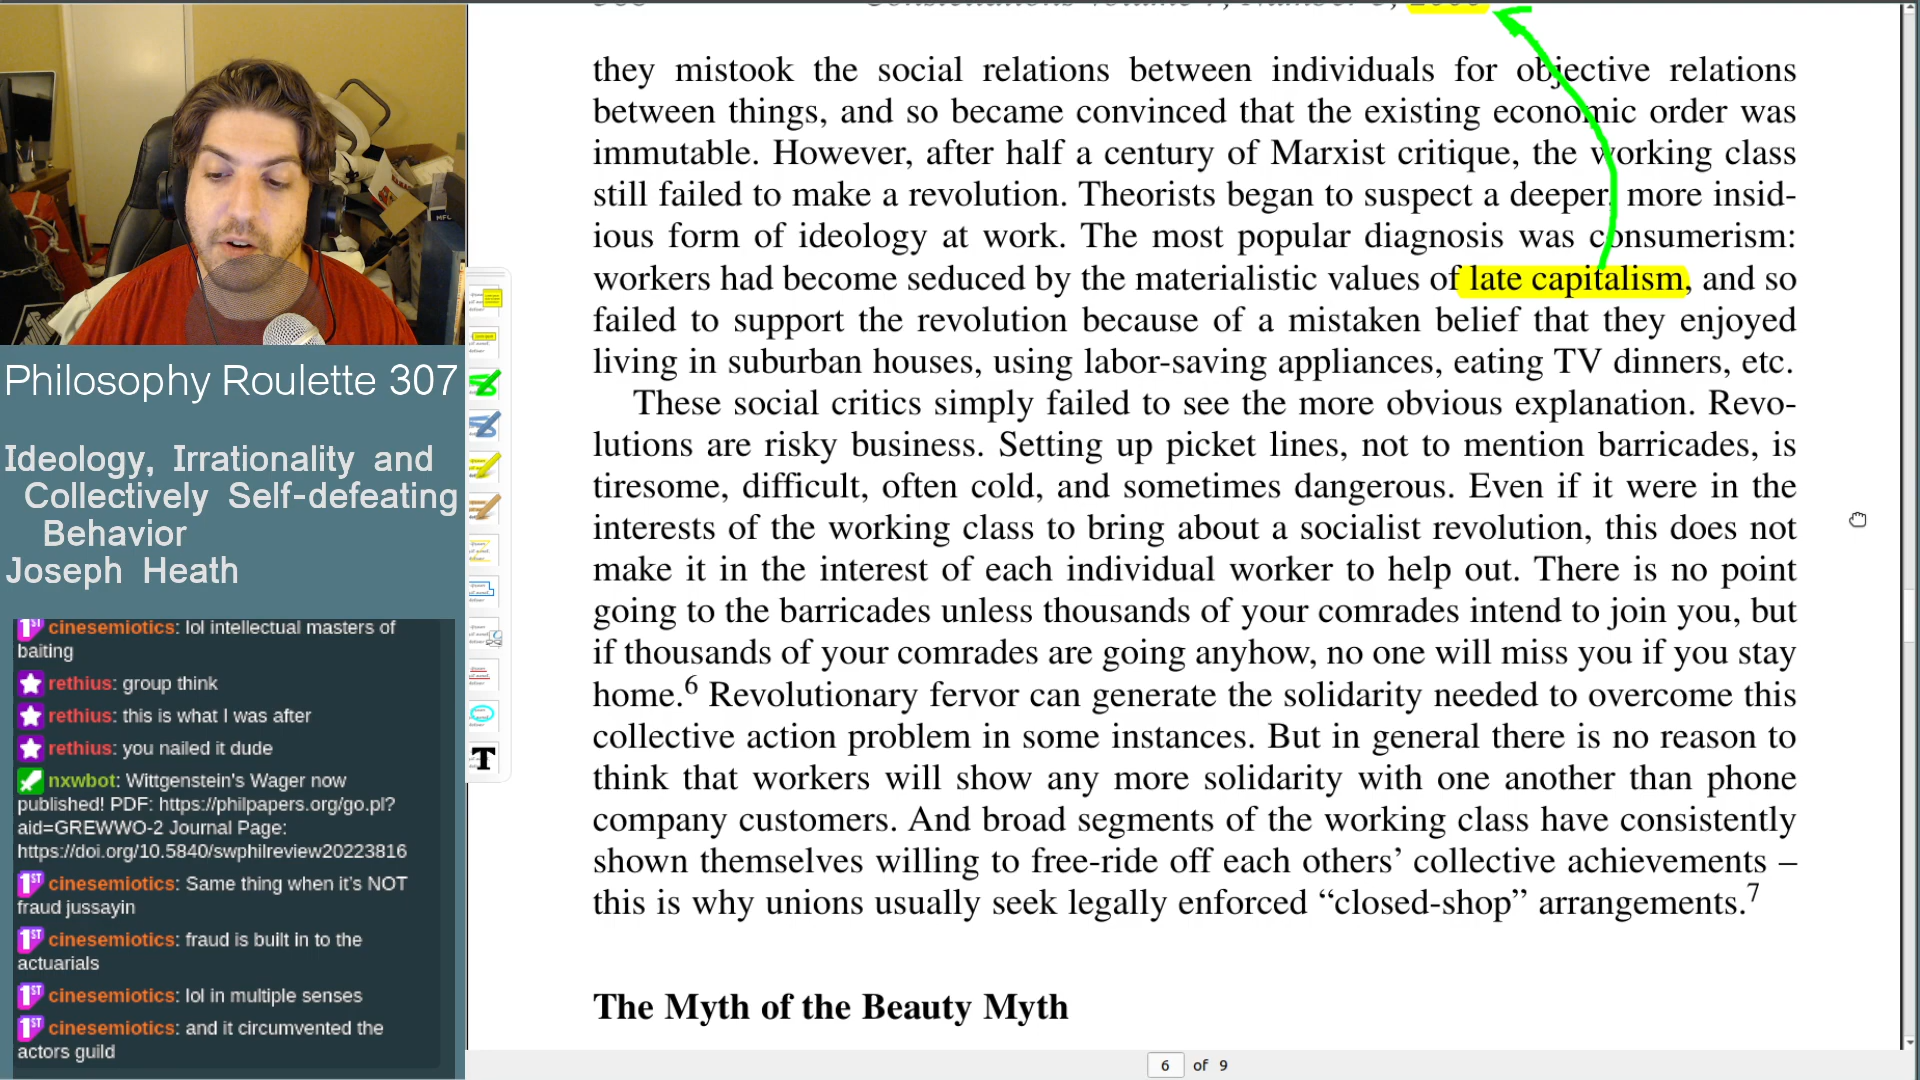 they mistook the social relations between individuals for objective relations
between things, and so became convinced that the existing economic order was
immutable. However, after half a century of Marxist critique, the working class
still failed to make a revolution. Theorists began to suspect a deeper, more insid-
ious form of ideology at work. The most popular diagnosis was consumerism:
workers had become seduced by the materialistic values of late capitalism, and so
failed to support the revolution because of a mistaken belief that they enjoyed
living in suburban houses, using labor-saving appliances, eating TV dinners, etc.
These social critics simply failed to see the more obvious explanation. Revo-
lutions are risky business. Setting up picket lines, not to mention barricades, is
tiresome, difficult, often cold, and sometimes dangerous. Even if it were in the
interests of the working class to bring about a socialist revolution, this does not
make it in the interest of each individual worker to help out. There is no point
going to the barricades unless thousands of your comrades intend to join you, but
if thousands of your comrades are going anyhow, no one will miss you if you stay
home.6 Revolutionary fervor can generate the solidarity needed to overcome this
collective action problem in some instances. But in general there is no reason to
think that workers will show any more solidarity with one another than phone
company customers. And broad segments of the working class have consistently
shown themselves willing to free-ride off each others’ collective achievements –
this is why unions usually seek legally enforced “closed-shop” arrangements.7
The Myth of the Beauty Myth
6 of 9
Philosophy Roulette 307
Ideology, Irrationality and
Collectively Self-defeating
Behavior
Joseph Heath
1ST cinesemiotics: lol intellectual masters of
baiting
rethius: group think
rethius: this is what I was after
rethius: you nailed it dude
nxwbot: Wittgenstein's Wager now
published! PDF: https://philpapers.org/go.pl?
aid=GREWWO-2 Journal Page:
https://doi.org/10.5840/swphilreview20223816
1ST cinesemiotics: Same thing when it's NOT
fraud jussayin
1ST cinesemiotics: fraud is built in to the
actuarials
1ST cinesemiotics: lol in multiple senses
1ST cinesemiotics: and it circumvented the
actors guild
T